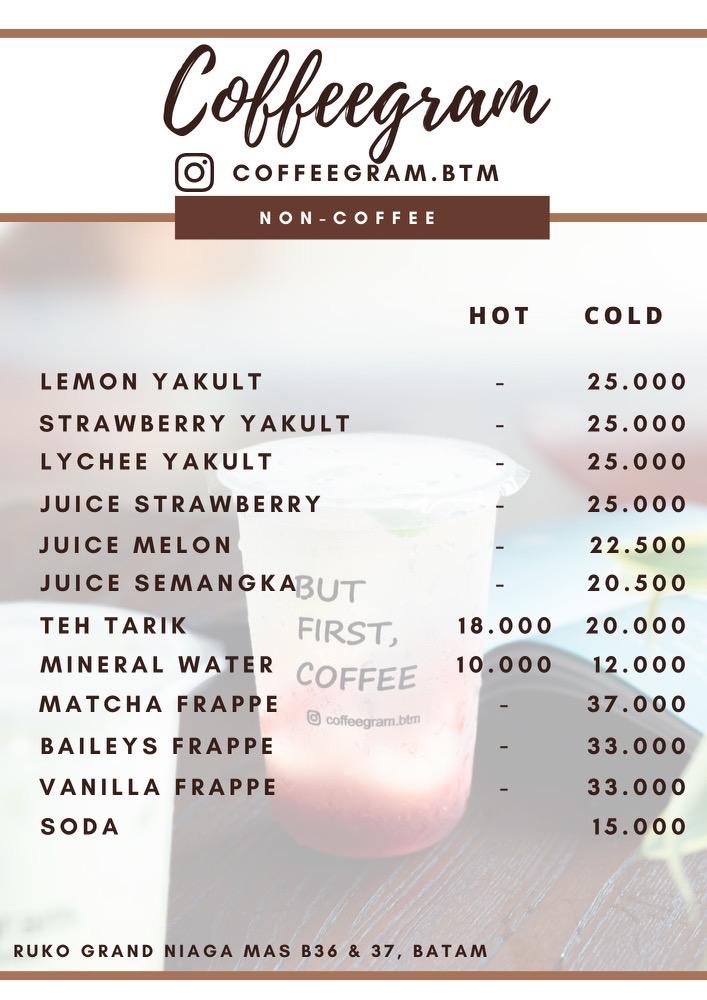 Coffeegram
COFFEEGRAM.BTM
NON-COFFEE
HOT COLD
LEMON YAKULT - 25.000
STRAWBERRY YAKULT - 25.000
LYCHEE YAKULT - 25.000
JUICE STRAWBERRY - 25.000
JUICE MELON - 22.500
JUICE SEMANGKA - 20.500
TEH TARIK 18.000 20.000
MINERAL WATER 10.000 12.000
MATCHA FRAPPE - 37.000
BAILEYS FRAPPE - 33.000
VANILLA FRAPPE - 33.000
SODA 15.000
BUT
FIRST,
COFFEE
coffeegram.btm
RUKO GRAND NIAGA MAS B36 & 37, BATAM